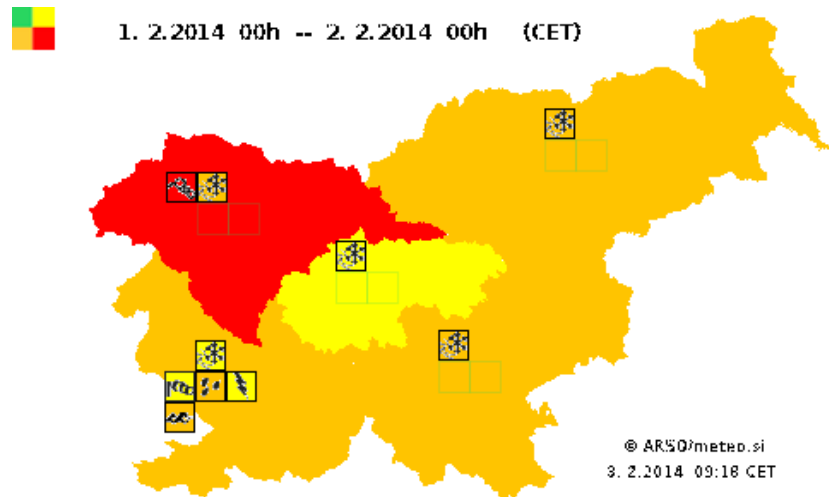 1. 2.2014 00h -- 2. 2.2014 00h (CET)
© ARSO/meteo.si
3. 2.2014 09:18 CET